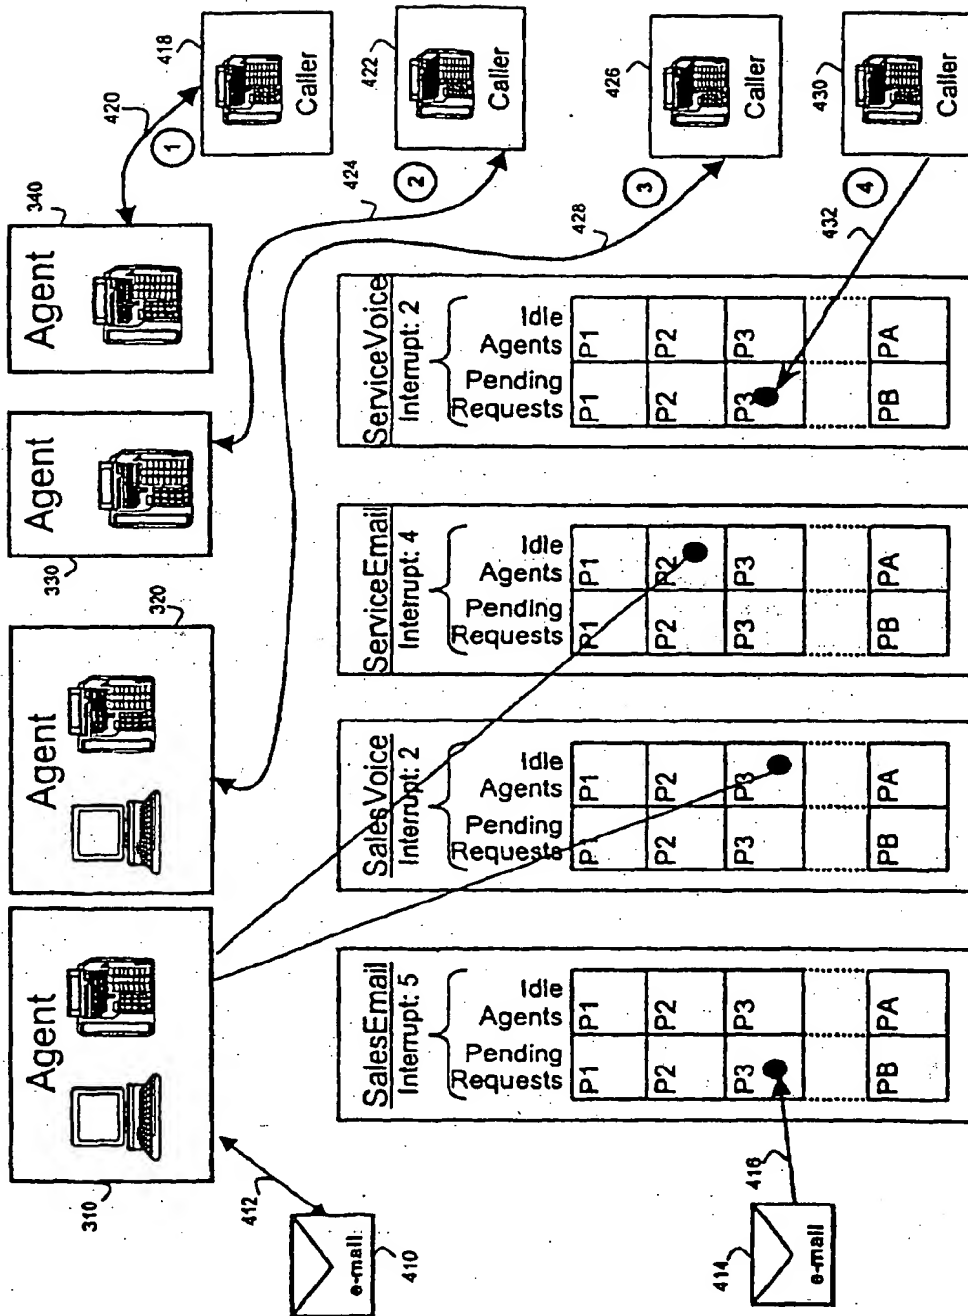 Agent
310
Agent
320
Agent
330
Agent
340
412
e-mail
410
420
1
418
Caller
424
2
422
Caller
428
3
426
Caller
432
4
430
Caller
SalesEmail
Interrupt: 5
Pending Requests
Idle Agents
P1 P1
P2 P2
P3 P3
PB PA
SalesVoice
Interrupt: 2
Pending Requests
Idle Agents
P1 P1
P2 P2
P3 P3
PB PA
ServiceEmail
Interrupt: 4
Pending Requests
Idle Agents
P1 P1
P2 P2
P3 P3
PB PA
ServiceVoice
Interrupt: 2
Pending Requests
Idle Agents
P1 P1
P2 P2
P3 P3
PB PA
414
e-mail
416